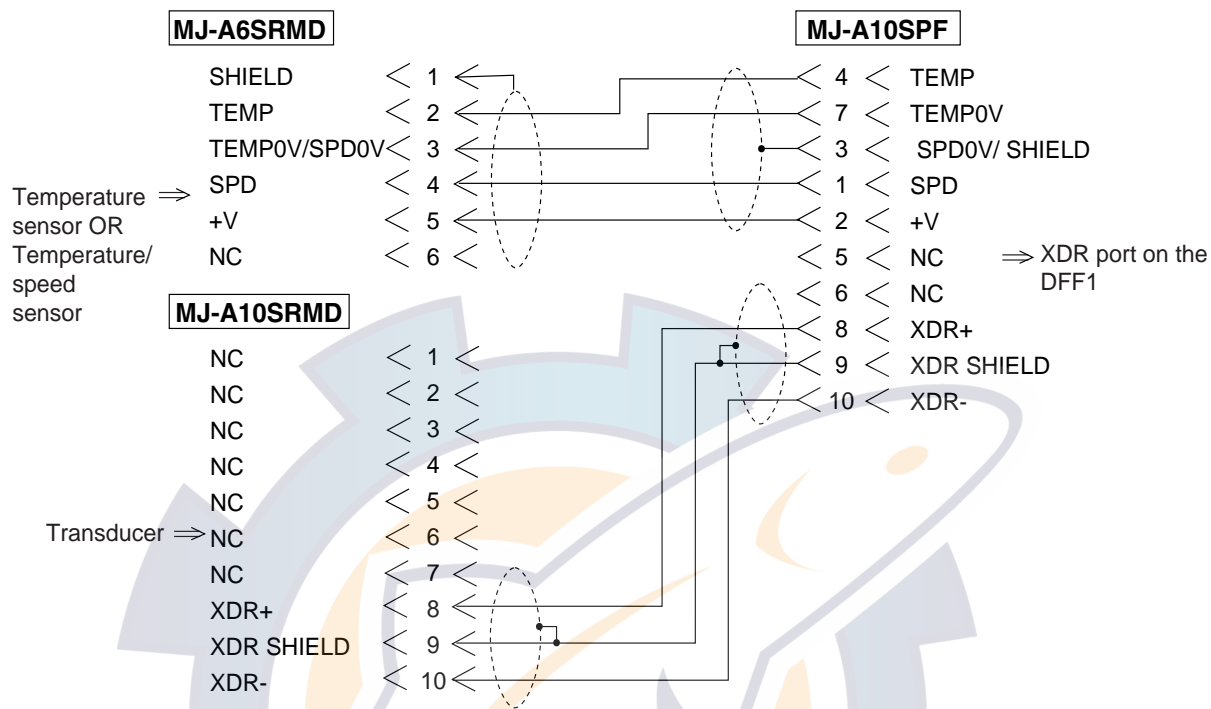 MJ-A6SRMD
SHIELD 1
TEMP 2
TEMP0V/SPD0V 3
SPD 4
+V 5
NC 6
Temperature
sensor OR
Temperature/
speed
sensor
MJ-A10SRMD
NC 1
NC 2
NC 3
NC 4
NC 5
NC 6
NC 7
XDR+ 8
XDR SHIELD 9
XDR- 10
Transducer
MJ-A10SPF
4 TEMP
7 TEMP0V
3 SPD0V/ SHIELD
1 SPD
2 +V
5 NC
6 NC
8 XDR+
9 XDR SHIELD
10 XDR-
XDR port on the
DFF1